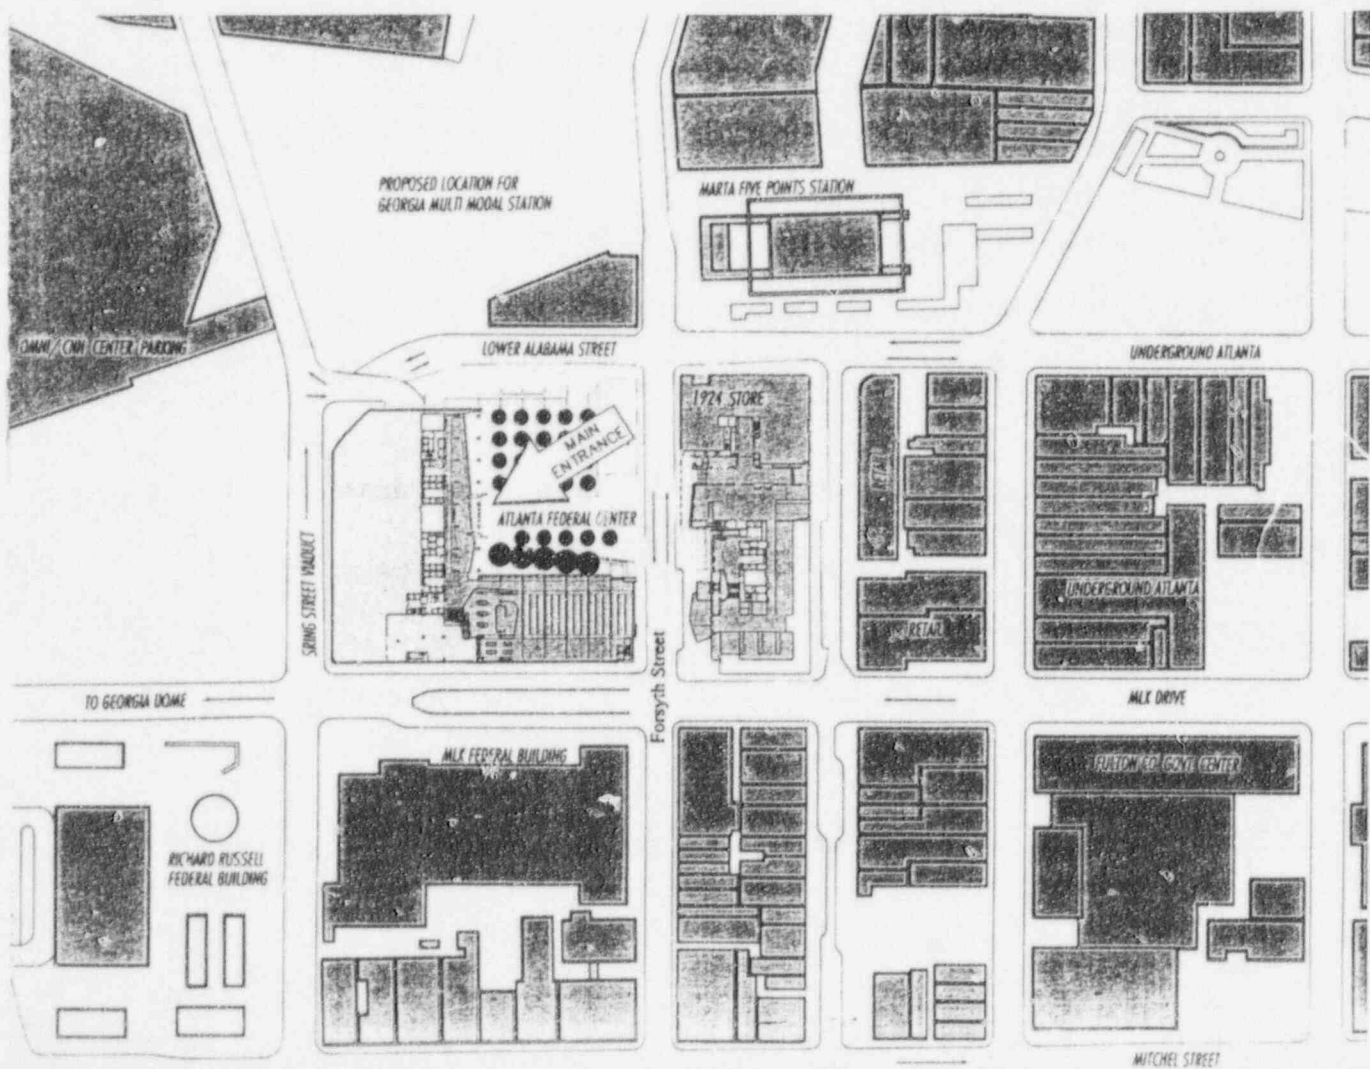 PROPOSED LOCATION FOR
GEORGIA MULTI MODAL STATION
MARTA FIVE POINTS STATION
OMNI/CNN CENTER PARKING
LOWER ALABAMA STREET
UNDERGROUND ATLANTA
1924 STORE
MAIN
ENTRANCE
RETAIL
ATLANTA FEDERAL CENTER
SRING STREET VIADUCT
UNDERGROUND ATLANTA
RETAIL
Forsyth Street
TO GEORGIA DOME
MLK DRIVE
MLK FEDERAL BUILDING
FULTON CO. GOVT CENTER
RICHARD RUSSELL
FEDERAL BUILDING
MITCHEL STREET